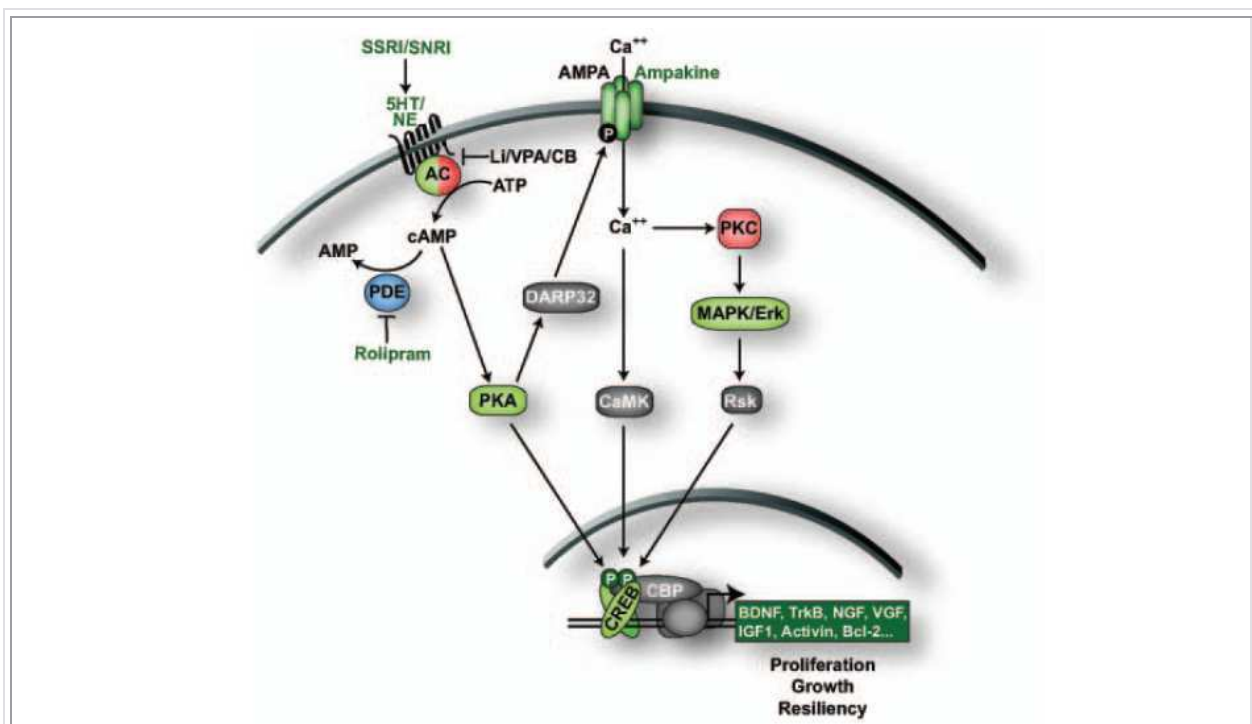 SSRI/SNRI
5HT/
NE
AC
Li/VPA/CB
ATP
cAMP
AMP
PDE
Rolipram
Ca++
AMPA
Ampakine
P
Ca++
PKC
DARP32
MAPK/Erk
PKA
CaMK
Rsk
P P
CREB
CBP
BDNF, TrkB, NGF, VGF,
IGF1, Activin, Bcl-2...
Proliferation
Growth
Resiliency